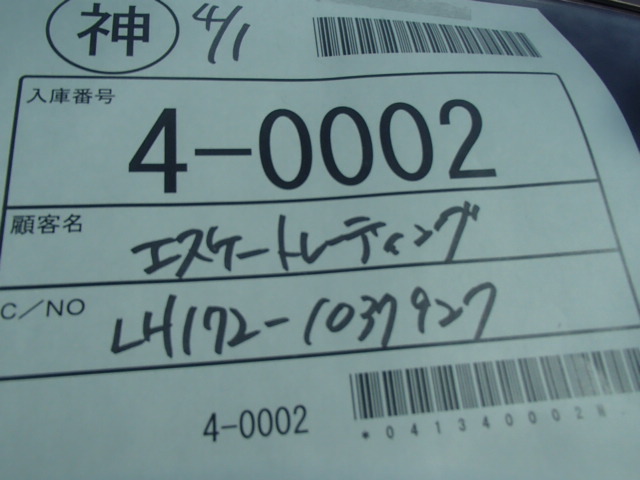 神 4/1
入庫番号
4-0002
顧客名
エスケートレーディング
C/NO
LH172-1037927
4-0002
*041340002